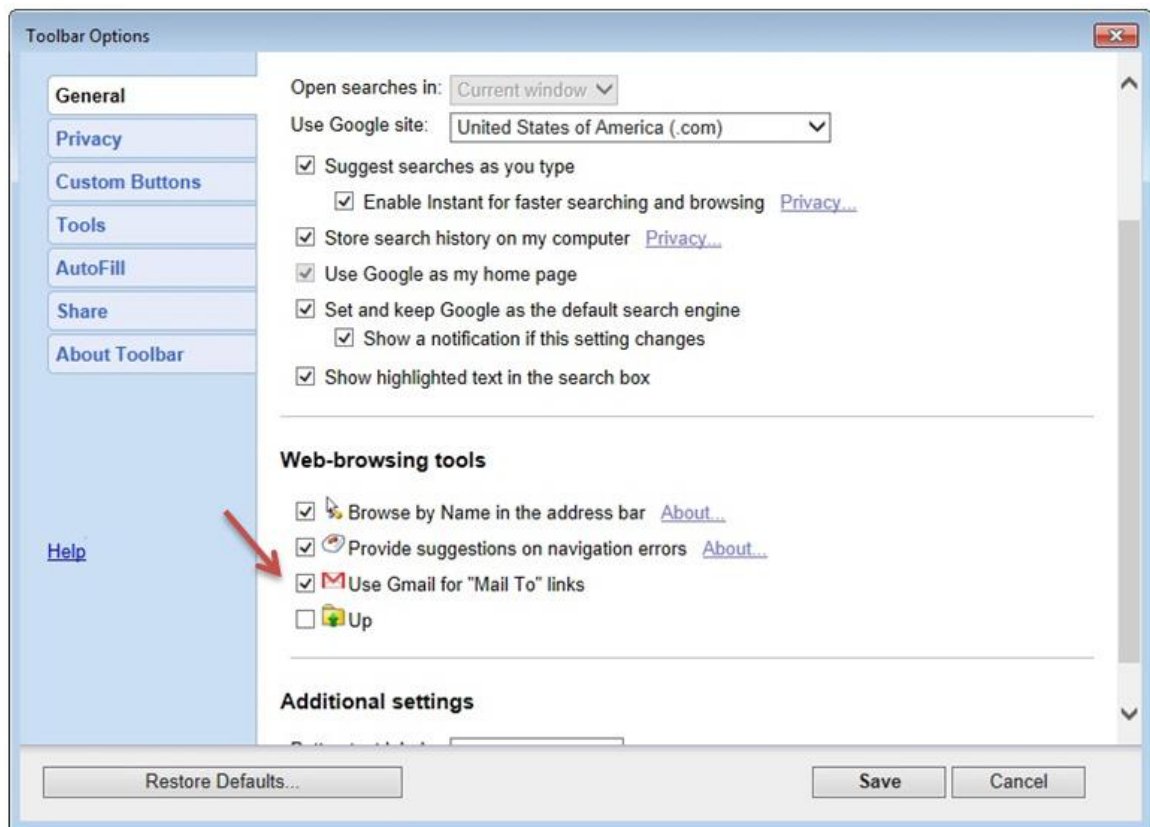 Toolbar Options
General
Privacy
Custom Buttons
Tools
AutoFill
Share
About Toolbar
Help
Open searches in: Current window
Use Google site: United States of America (.com)
Suggest searches as you type
Enable Instant for faster searching and browsing Privacy...
Store search history on my computer Privacy...
Use Google as my home page
Set and keep Google as the default search engine
Show a notification if this setting changes
Show highlighted text in the search box
Web-browsing tools
Browse by Name in the address bar About...
Provide suggestions on navigation errors About...
Use Gmail for "Mail To" links
Up
Additional settings
Restore Defaults...
Save Cancel